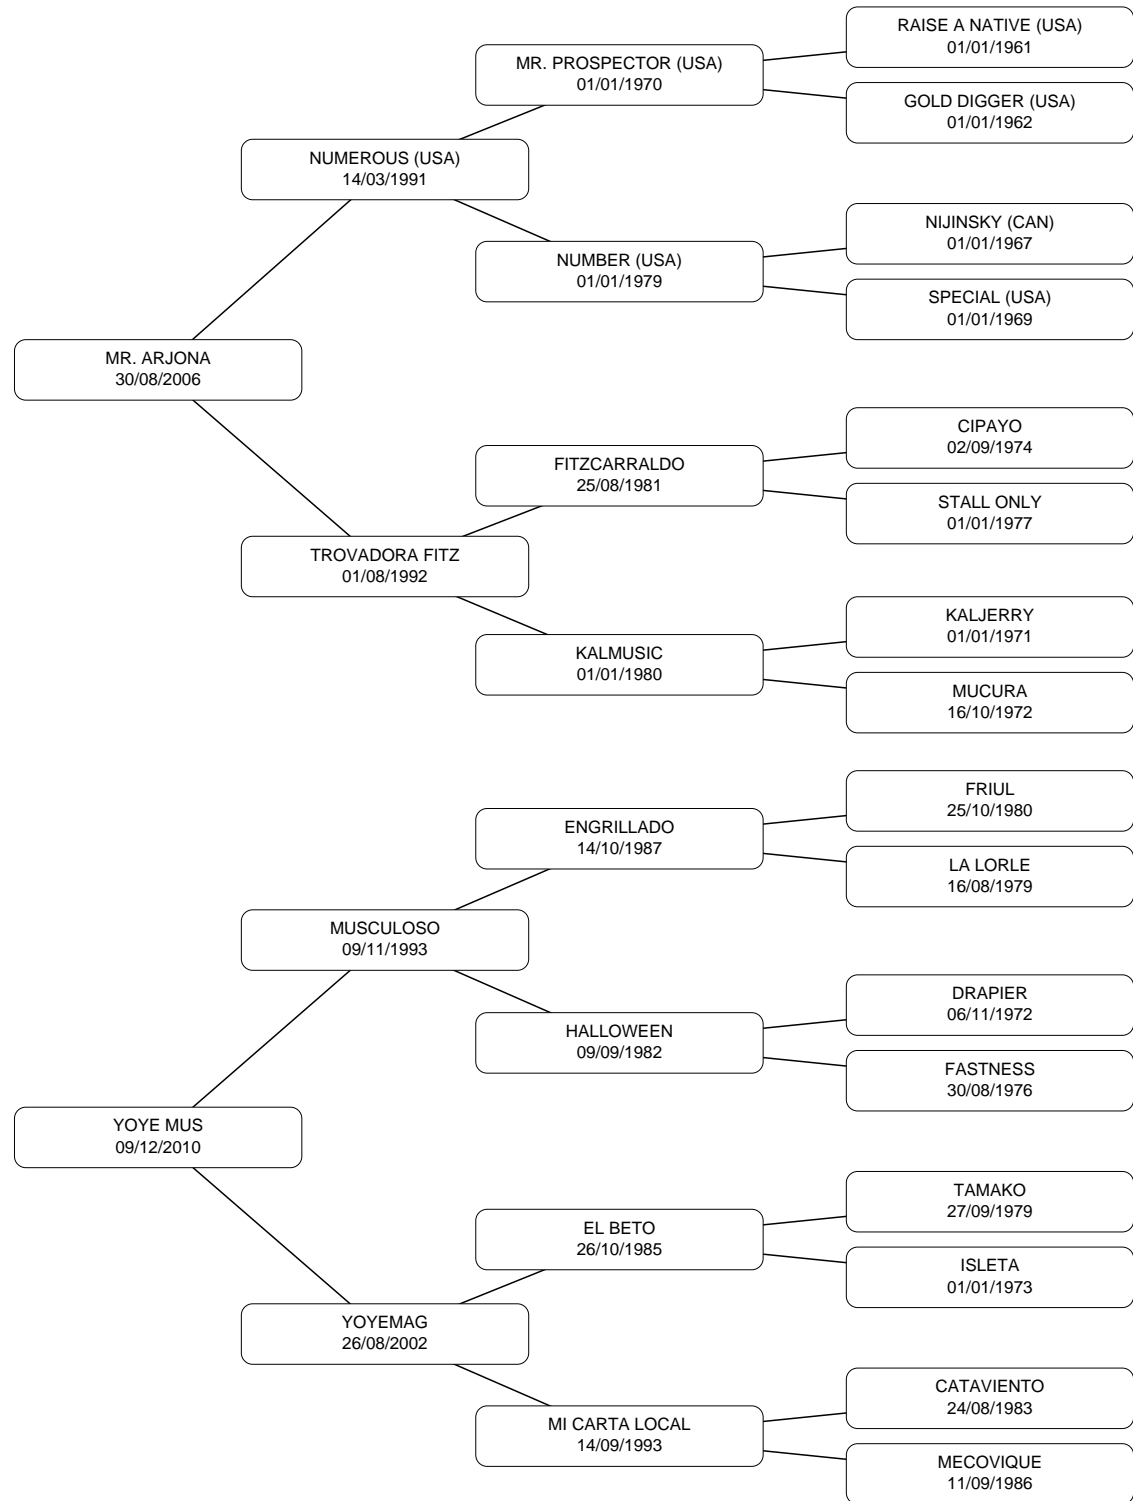 RAISE A NATIVE (USA)
01/01/1961
MR. PROSPECTOR (USA)
01/01/1970
GOLD DIGGER (USA)
01/01/1962
NUMEROUS (USA)
14/03/1991
NIJINSKY (CAN)
01/01/1967
NUMBER (USA)
01/01/1979
SPECIAL (USA)
01/01/1969
MR. ARJONA
30/08/2006
CIPAYO
02/09/1974
FITZCARRALDO
25/08/1981
STALL ONLY
01/01/1977
TROVADORA FITZ
01/08/1992
KALJERRY
01/01/1971
KALMUSIC
01/01/1980
MUCURA
16/10/1972
FRIUL
25/10/1980
ENGRILLADO
14/10/1987
LA LORLE
16/08/1979
MUSCULOSO
09/11/1993
DRAPIER
06/11/1972
HALLOWEEN
09/09/1982
FASTNESS
30/08/1976
YOYE MUS
09/12/2010
TAMAKO
27/09/1979
EL BETO
26/10/1985
ISLETA
01/01/1973
YOYEMAG
26/08/2002
CATAVIENTO
24/08/1983
MI CARTA LOCAL
14/09/1993
MECOVIQUE
11/09/1986